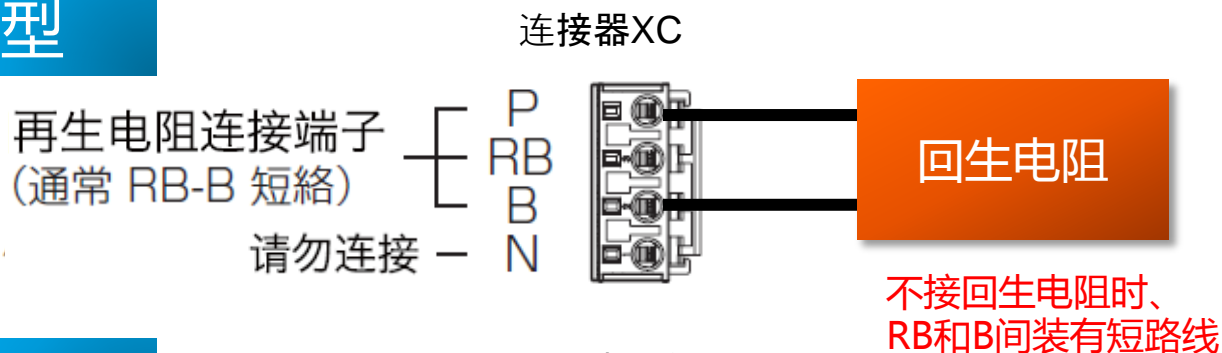 型
连接器XC
再生电阻连接端子
(通常 RB-B 短絡)
P
RB
B
请勿连接
N
回生电阻
不接回生电阻时、
RB和B间装有短路线